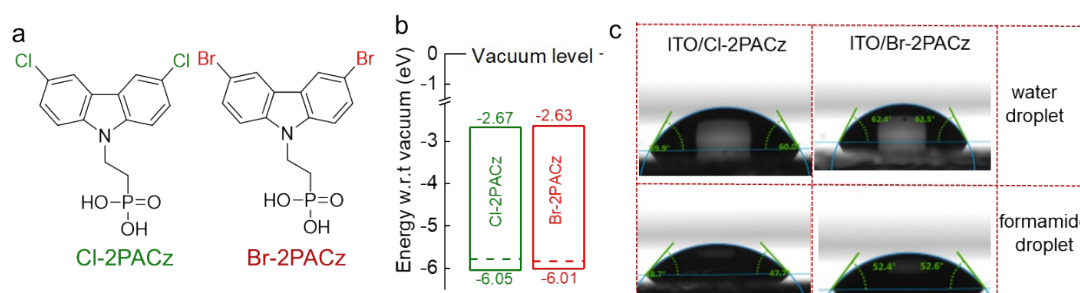 a
Cl
Cl
N
HO-P=O
OH
Cl-2PACz
Br
Br
N
HO-P=O
OH
Br-2PACz
b
Energy w.r.t vacuum (eV)
0
-1
-3
-4
-5
-6
Vacuum level
-2.67
-2.63
Cl-2PACz
Br-2PACz
-6.05
-6.01
c
ITO/Cl-2PACz
ITO/Br-2PACz
60.0°
62.4°
62.5°
water
droplet
47.7°
52.4°
52.6°
formamide
droplet